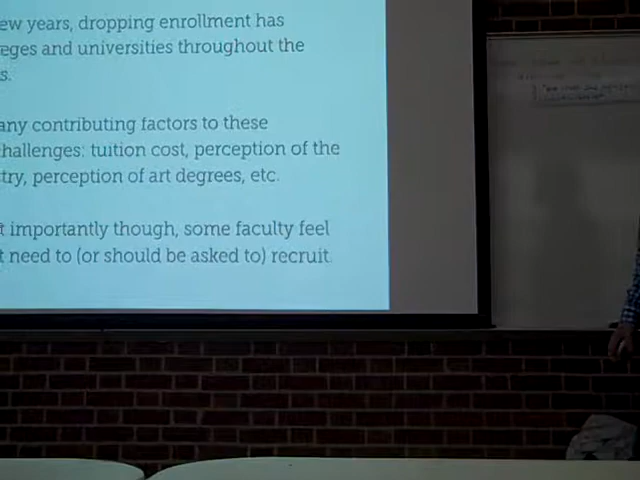 ew years, dropping enrollment has
eges and universities throughout the
s.
any contributing factors to these
hallenges: tuition cost, perception of the
try, perception of art degrees, etc.
t importantly though, some faculty feel
t need to (or should be asked to) recruit.